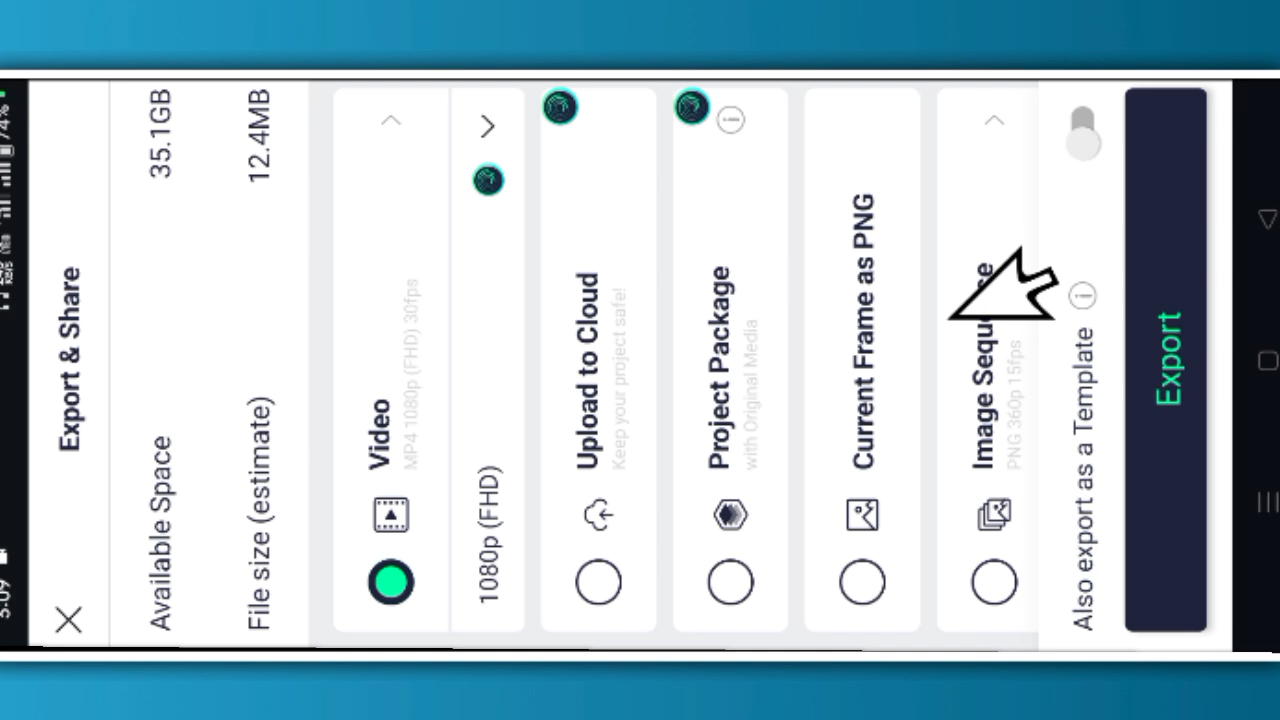 74%
Export & Share
Available Space 35.1GB
File size (estimate) 12.4MB
Video
MP4 1080p (FHD) 30fps
1080p (FHD)
Upload to Cloud
Keep your project safe!
Project Package
with Original Media
Current Frame as PNG
Image
PNG 360p 15fps
Also export as a Template
Export